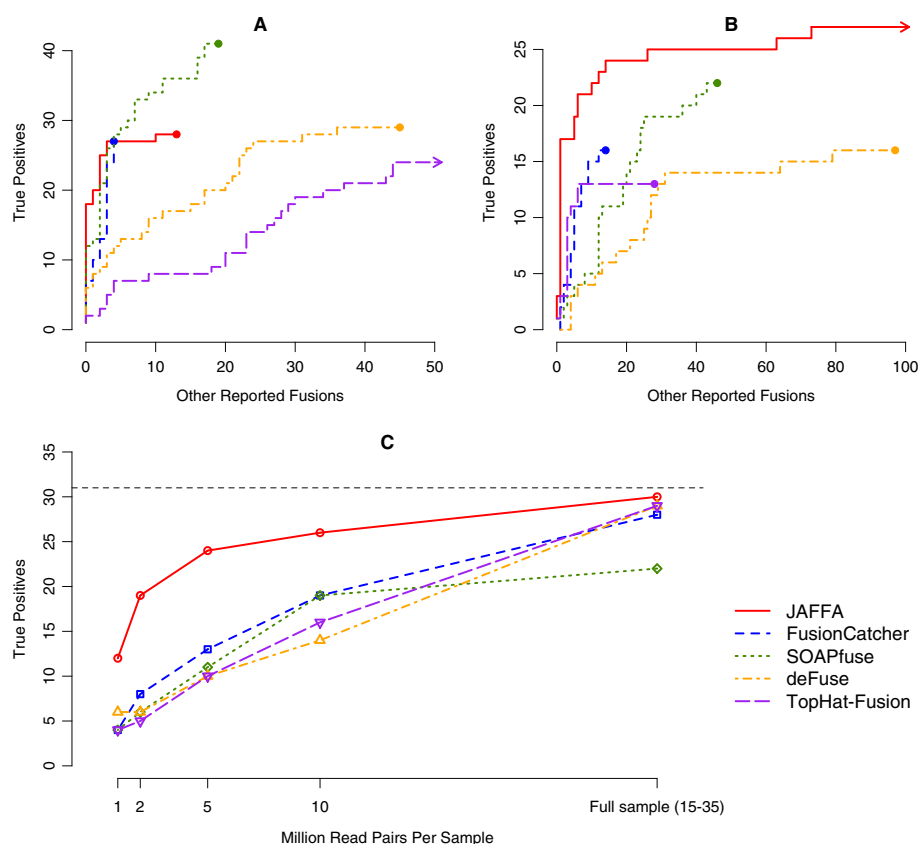 A
True Positives
0
10
20
30
40
0
10
20
30
40
50
Other Reported Fusions
B
True Positives
0
5
10
15
20
25
0
20
40
60
80
100
Other Reported Fusions
C
True Positives
0
5
10
15
20
25
30
35
1
2
5
10
Full sample (15-35)
Million Read Pairs Per Sample
JAFFA
FusionCatcher
SOAPfuse
deFuse
TopHat-Fusion